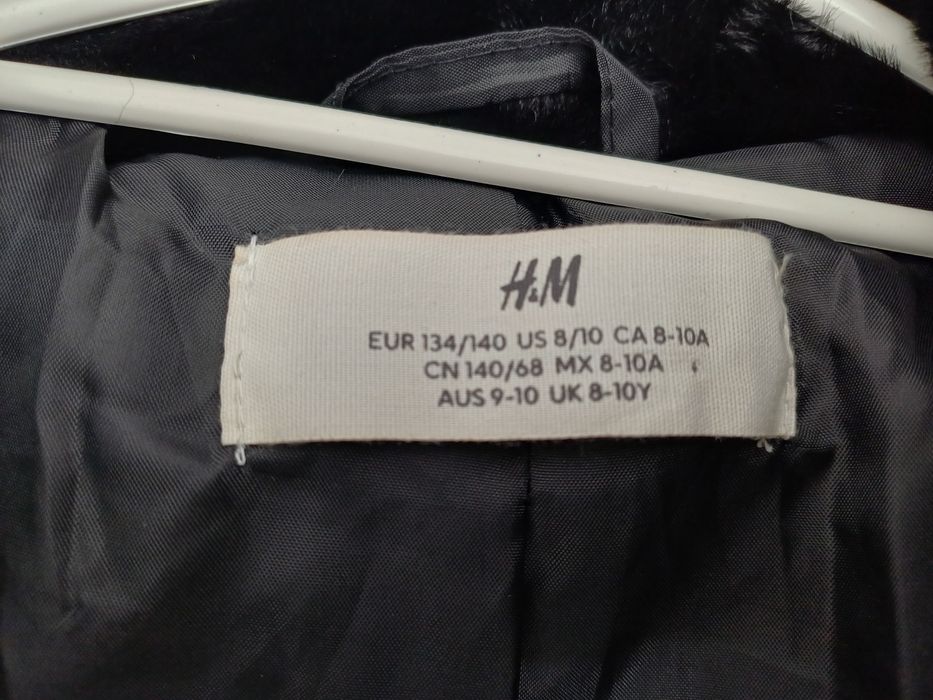 H&M
EUR 134/140 US 8/10 CA 8-10A
CN 140/68 MX 8-10A
AUS 9-10 UK 8-10Y